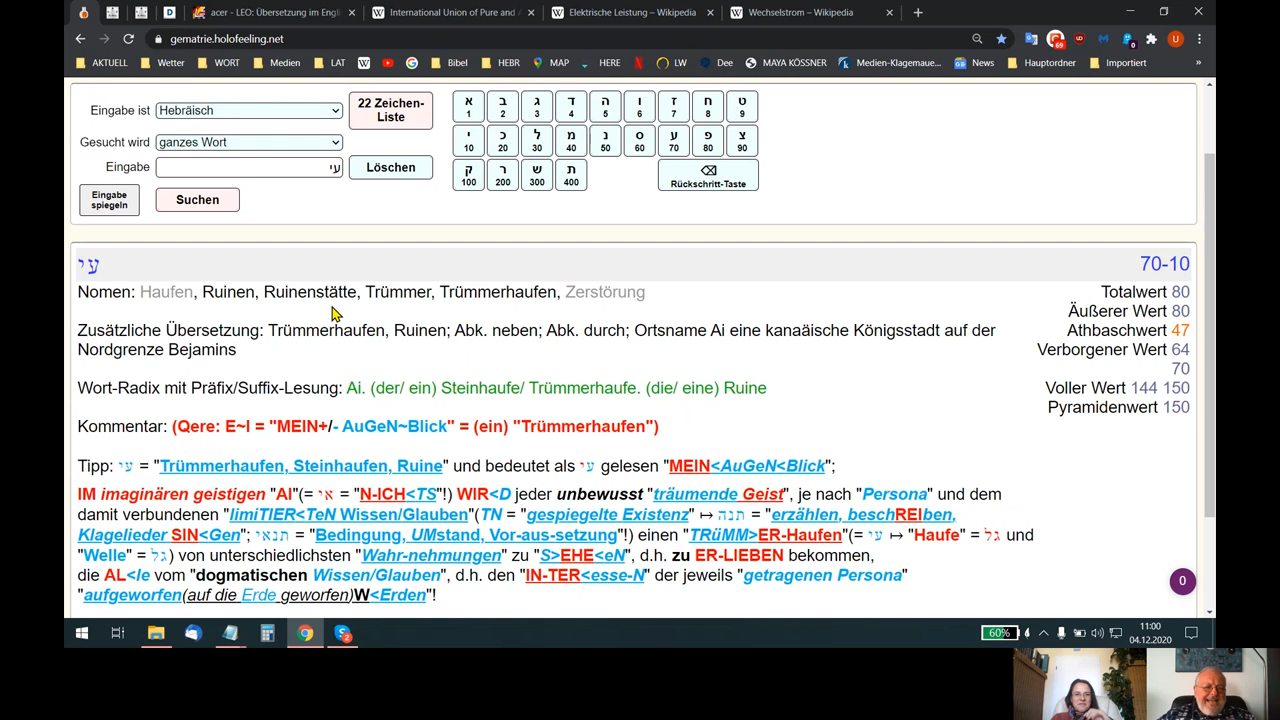 acer - LEO: Übersetzung im Engl
International Union of Pure and A
Elektrische Leistung – Wikipedia
Wechselstrom – Wikipedia
gematrie.holofeeling.net
AKTUELL Wetter WORT Medien LAT Bibel HEBR MAP HERE LW Dee MAYA KÖSSNER Medien-Klagemaue... News Hauptordner Importiert »
Eingabe ist Hebräisch
22 Zeichen-Liste
Gesucht wird ganzes Wort
Eingabe עי
Löschen
Eingabe spiegeln
Suchen
א ב ג ד ה ו ז ח ט
1 2 3 4 5 6 7 8 9
י כ ל מ נ ס ע פ צ
10 20 30 40 50 60 70 80 90
ק ר ש ת
100 200 300 400
Rückschritt-Taste
עי 70-10
Nomen: Haufen, Ruinen, Ruinenstätte, Trümmer, Trümmerhaufen, Zerstörung
Totalwert 80
Äußerer Wert 80
Athbaschwert 47
Verborgener Wert 64
70
Voller Wert 144 150
Pyramidenwert 150
Zusätzliche Übersetzung: Trümmerhaufen, Ruinen; Abk. neben; Abk. durch; Ortsname Ai eine kanaäische Königsstadt auf der
Nordgrenze Bejamins
Wort-Radix mit Präfix/Suffix-Lesung: Ai. (der/ ein) Steinhaufe/ Trümmerhaufe. (die/ eine) Ruine
Kommentar: (Qere: E~I = "MEIN+/- AuGeN~Blick" = (ein) "Trümmerhaufen")
Tipp: עי = "Trümmerhaufen, Steinhaufen, Ruine" und bedeutet als עי gelesen "MEIN<AuGeN<Blick";
IM imaginären geistigen "AI"(= אי = "N-ICH<TS"!) WIR<D jeder unbewusst "träumende Geist", je nach "Persona" und dem
damit verbundenen "limiTIER<TeN Wissen/Glauben"(TN = "gespiegelte Existenz" ↦ תנה = "erzählen, beschREIben,
Klagelieder SIN<Gen"; תנאי = "Bedingung, UMstand, Vor-aus-setzung"!) einen "TRüMM>ER-Haufen"(= עי ↦ "Haufe" = גל und
"Welle" = גל) von unterschiedlichsten "Wahr-nehmungen" zu "S>EHE<eN", d.h. zu ER-LIEBEN bekommen,
die AL<le vom "dogmatischen Wissen/Glauben", d.h. den "IN-TER<esse-N" der jeweils "getragenen Persona"
"aufgeworfen(auf die Erde geworfen)W<Erden"!
0
60%
11:00
04.12.2020